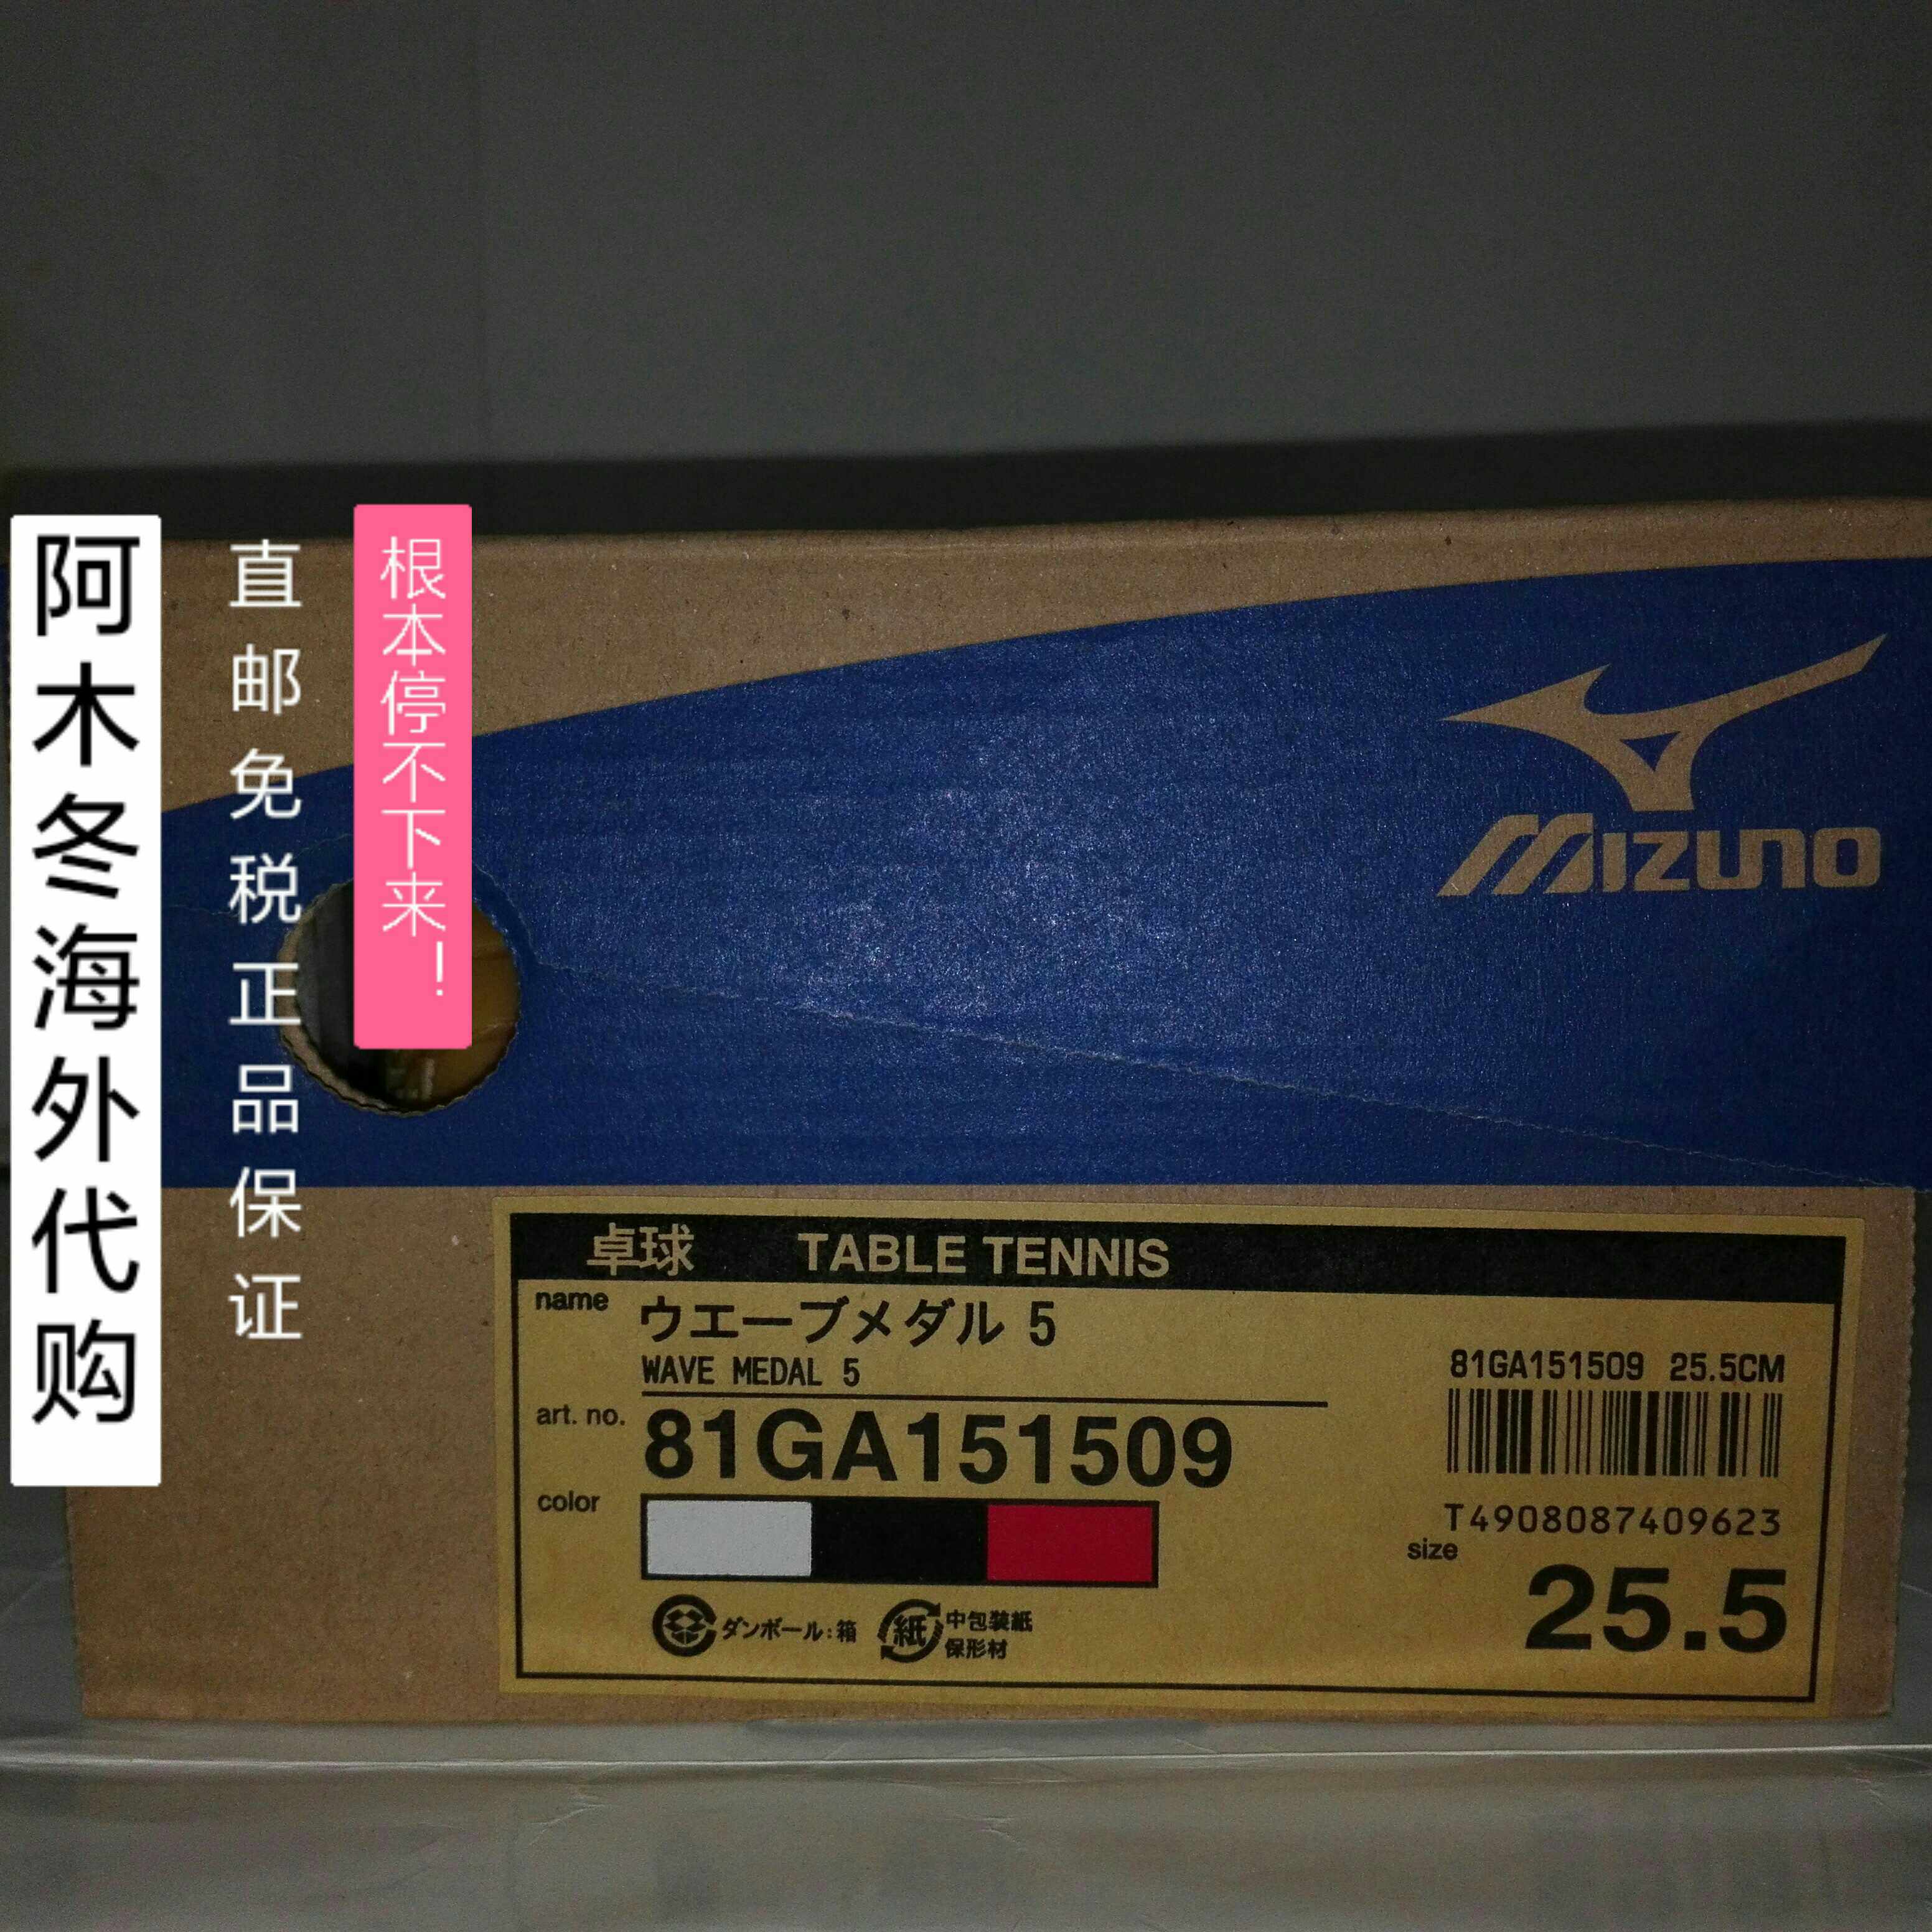 阿木冬海外代购
直邮免税正品保证
根本停不下来！
MIZUNO
卓球 TABLE TENNIS
name ウエーブメダル 5
WAVE MEDAL 5
art. no. 81GA151509
color
81GA151509 25.5CM
T4908087409623
size
25.5
ダンボール:箱
紙 中包装紙
保形材